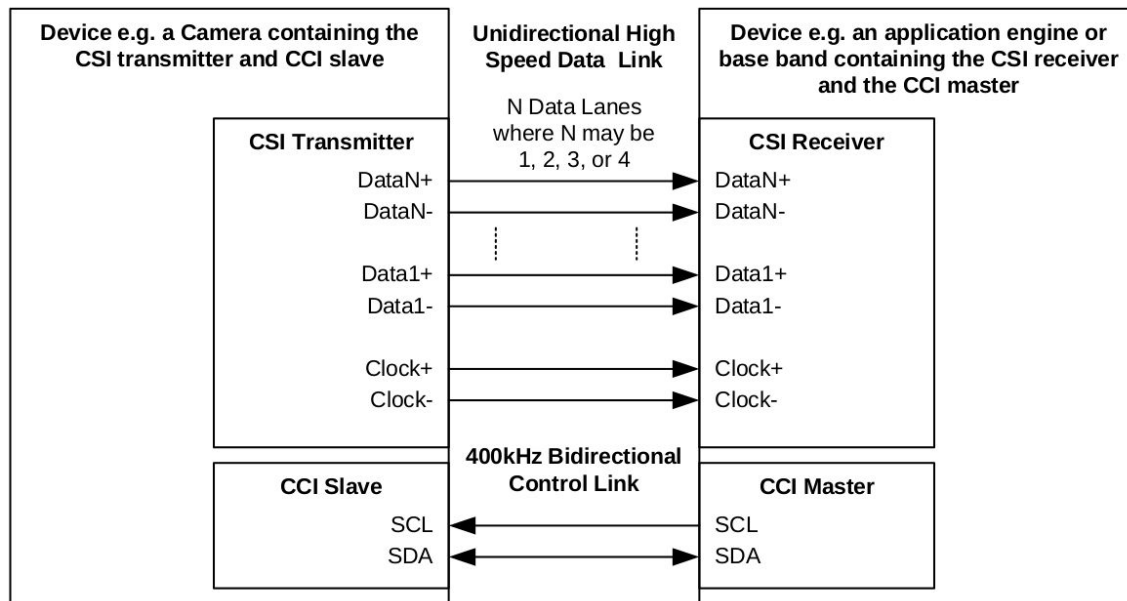 Device e.g. a Camera containing the
CSI transmitter and CCI slave
Unidirectional High
Speed Data Link
Device e.g. an application engine or
base band containing the CSI receiver
and the CCI master
N Data Lanes
where N may be
1, 2, 3, or 4
CSI Transmitter
DataN+
DataN-
Data1+
Data1-
Clock+
Clock-
CSI Receiver
DataN+
DataN-
Data1+
Data1-
Clock+
Clock-
400kHz Bidirectional
Control Link
CCI Slave
SCL
SDA
CCI Master
SCL
SDA